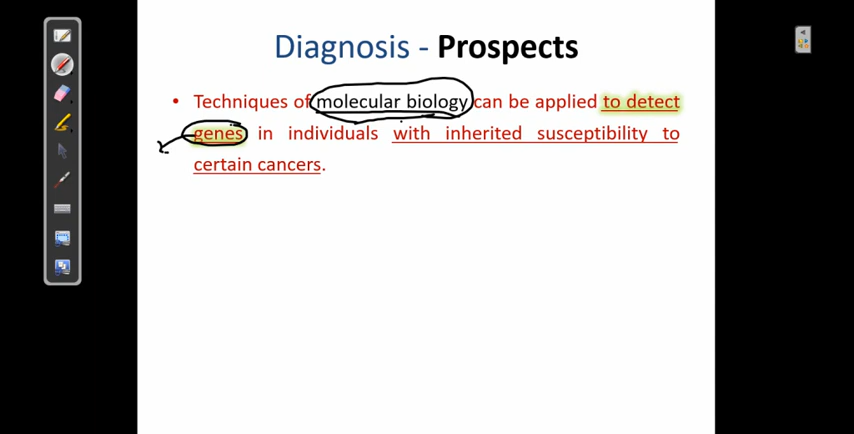 Diagnosis - Prospects
• Techniques of molecular biology can be applied to detect
genes in individuals with inherited susceptibility to
certain cancers.